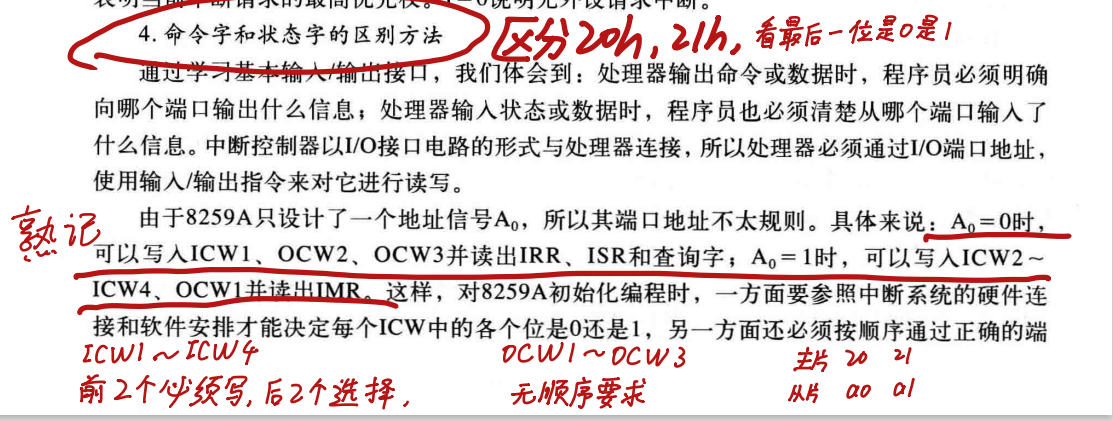 表明当前中断请求的最高优先权。I=0说明无外设请求中断。
4. 命令字和状态字的区别方法
区分20h, 21h, 看最后一位是0是1
通过学习基本输入/输出接口，我们体会到：处理器输出命令或数据时，程序员必须明确
向哪个端口输出什么信息；处理器输入状态或数据时，程序员也必须清楚从哪个端口输入了
什么信息。中断控制器以I/O接口电路的形式与处理器连接，所以处理器必须通过I/O端口地址，
使用输入/输出指令来对它进行读写。
熟记
由于8259A只设计了一个地址信号A₀，所以其端口地址不太规则。具体来说：A₀=0时，
可以写入ICW1、OCW2、OCW3并读出IRR、ISR和查询字；A₀=1时，可以写入ICW2～
ICW4、OCW1并读出IMR。这样，对8259A初始化编程时，一方面要参照中断系统的硬件连
接和软件安排才能决定每个ICW中的各个位是0还是1，另一方面还必须按顺序通过正确的端
ICW1～ICW4
前2个必须写, 后2个选择,
OCW1～OCW3
无顺序要求
主片 20 21
从片 a0 a1